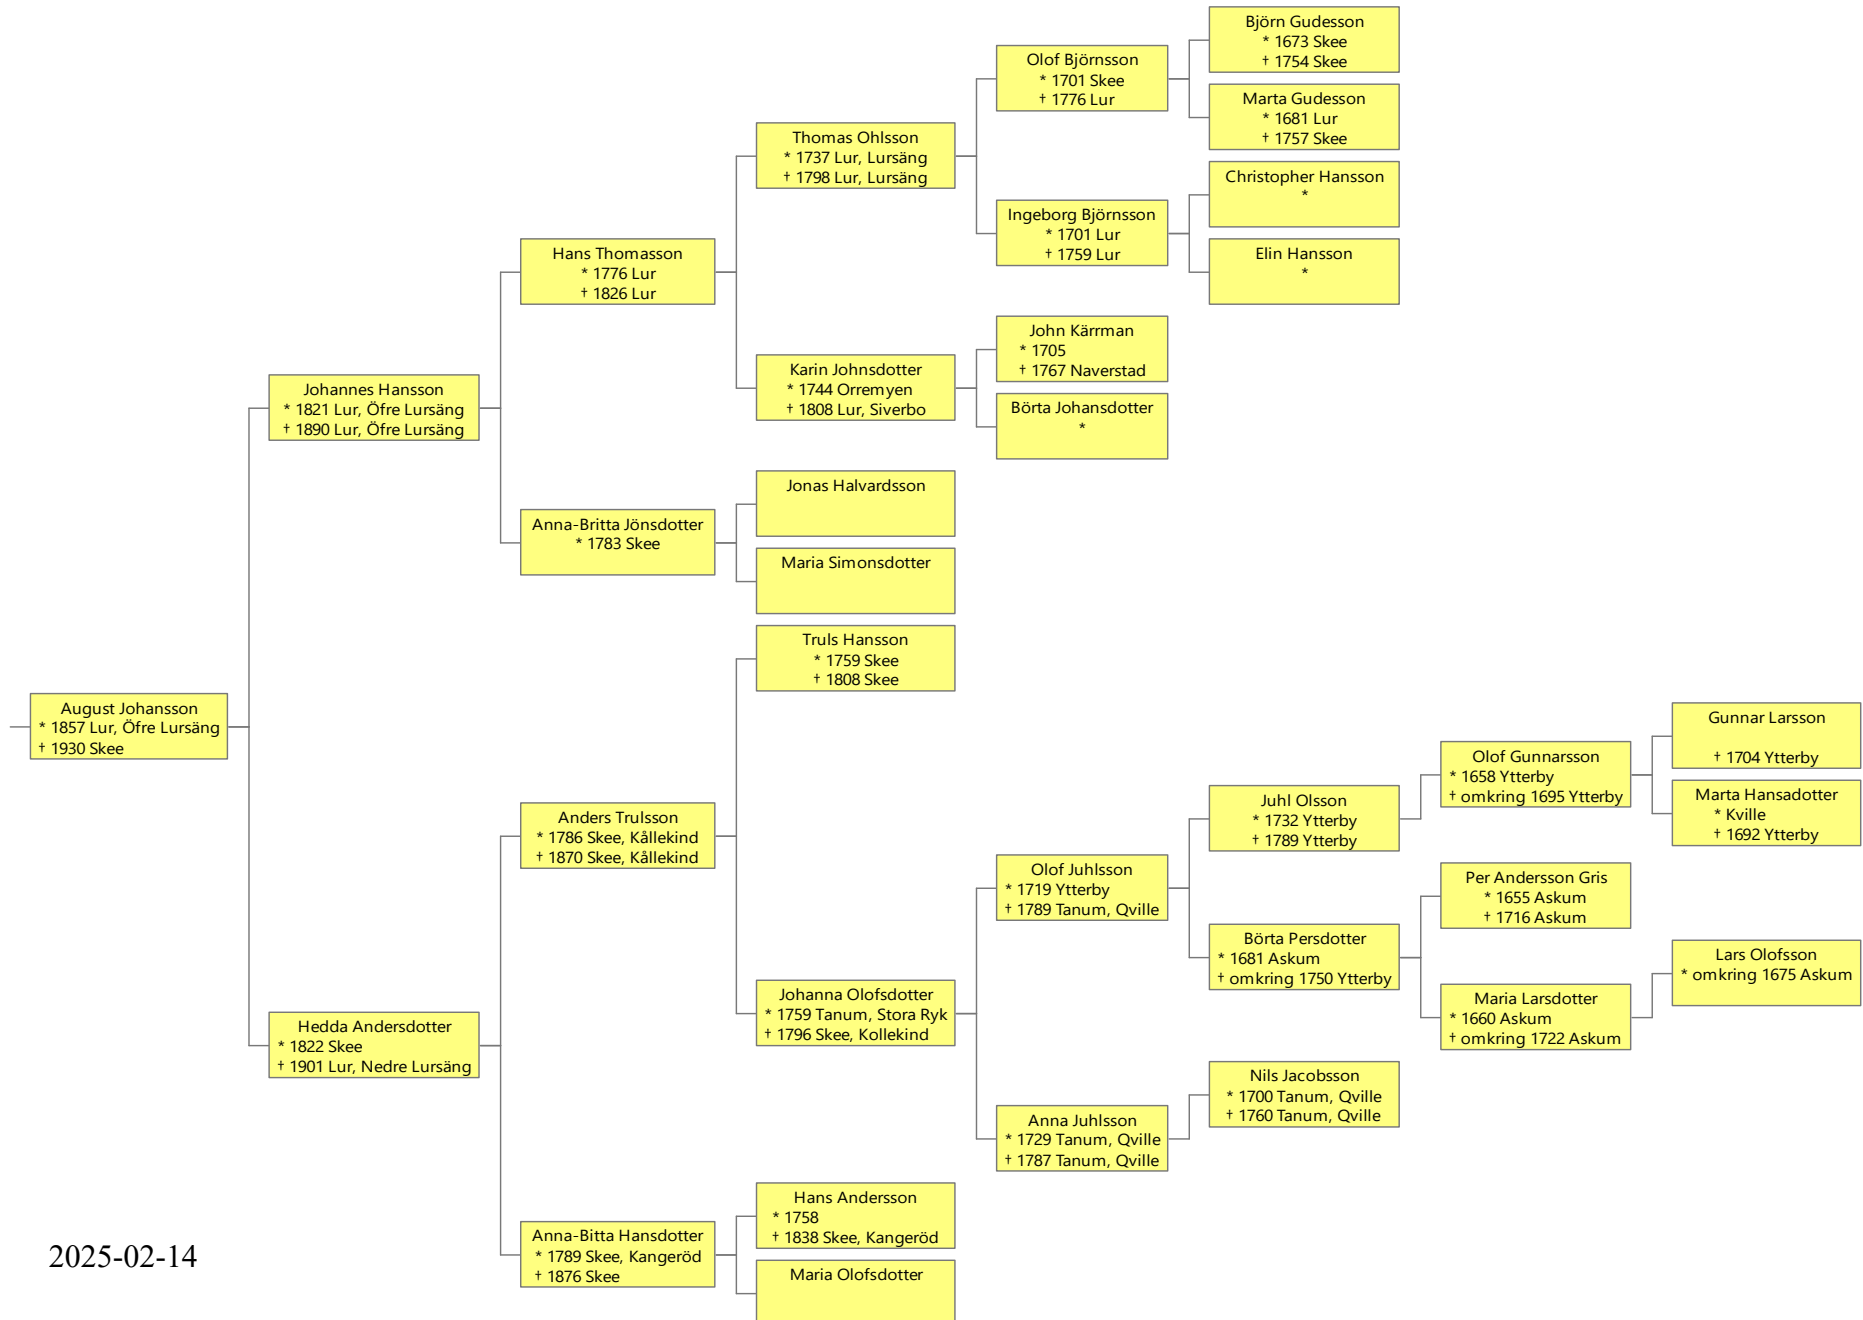 Björn Gudesson
* 1673 Skee
† 1754 Skee
Olof Björnsson
* 1701 Skee
† 1776 Lur
Marta Gudesson
* 1681 Lur
† 1757 Skee
Thomas Ohlsson
* 1737 Lur, Lursäng
† 1798 Lur, Lursäng
Christopher Hansson
*
Ingeborg Björnsson
* 1701 Lur
† 1759 Lur
Elin Hansson
*
Hans Thomasson
* 1776 Lur
† 1826 Lur
John Kärrman
* 1705
† 1767 Naverstad
Karin Johnsdotter
* 1744 Orremyen
† 1808 Lur, Siverbo
Börta Johansdotter
*
Johannes Hansson
* 1821 Lur, Öfre Lursäng
† 1890 Lur, Öfre Lursäng
Jonas Halvardsson
Anna-Britta Jönsdotter
* 1783 Skee
Maria Simonsdotter
Truls Hansson
* 1759 Skee
† 1808 Skee
August Johansson
* 1857 Lur, Öfre Lursäng
† 1930 Skee
Gunnar Larsson
† 1704 Ytterby
Olof Gunnarsson
* 1658 Ytterby
† omkring 1695 Ytterby
Marta Hansadotter
* Kville
† 1692 Ytterby
Juhl Olsson
* 1732 Ytterby
† 1789 Ytterby
Anders Trulsson
* 1786 Skee, Kållekind
† 1870 Skee, Kållekind
Olof Juhlsson
* 1719 Ytterby
† 1789 Tanum, Qville
Per Andersson Gris
* 1655 Askum
† 1716 Askum
Börta Persdotter
* 1681 Askum
† omkring 1750 Ytterby
Lars Olofsson
* omkring 1675 Askum
Maria Larsdotter
* 1660 Askum
† omkring 1722 Askum
Johanna Olofsdotter
* 1759 Tanum, Stora Ryk
† 1796 Skee, Kollekind
Hedda Andersdotter
* 1822 Skee
† 1901 Lur, Nedre Lursäng
Nils Jacobsson
* 1700 Tanum, Qville
† 1760 Tanum, Qville
Anna Juhlsson
* 1729 Tanum, Qville
† 1787 Tanum, Qville
Hans Andersson
* 1758
† 1838 Skee, Kangeröd
Anna-Bitta Hansdotter
* 1789 Skee, Kangeröd
† 1876 Skee
Maria Olofsdotter
2025-02-14